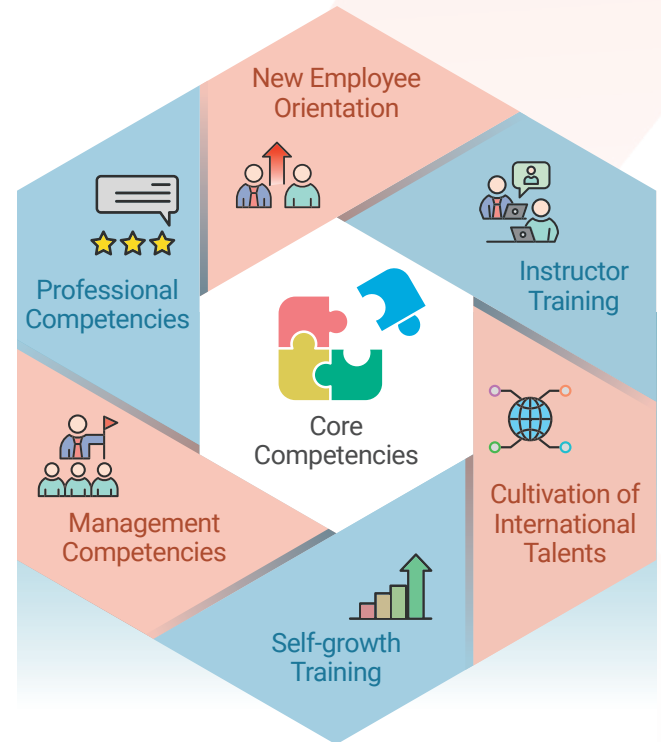 New Employee
Orientation
Instructor
Training
Cultivation of
International
Talents
Self-growth
Training
Management
Competencies
Professional
Competencies
Core
Competencies